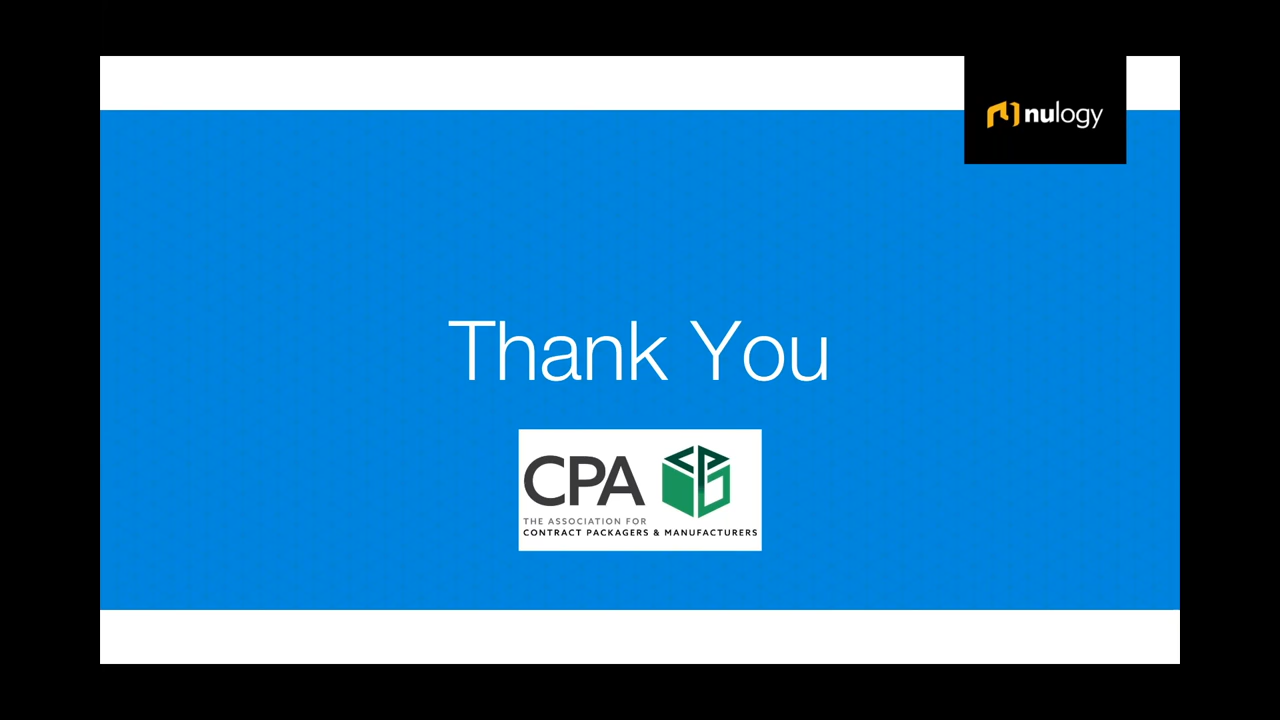 nulogy
Thank You
CPA
THE ASSOCIATION FOR
CONTRACT PACKAGERS & MANUFACTURERS